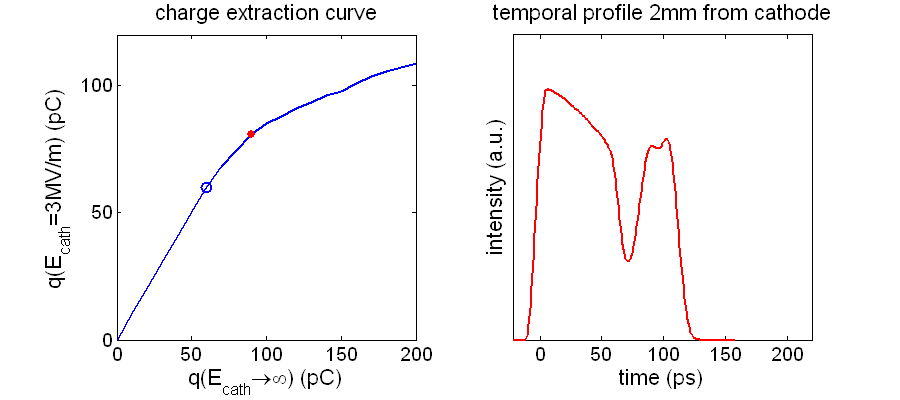 charge extraction curve
100
50
0
0
50
100
150
200
q(E_cath→∞) (pC)
q(E_cath=3MV/m) (pC)
temporal profile 2mm from cathode
intensity (a.u.)
0
50
100
150
200
time (ps)